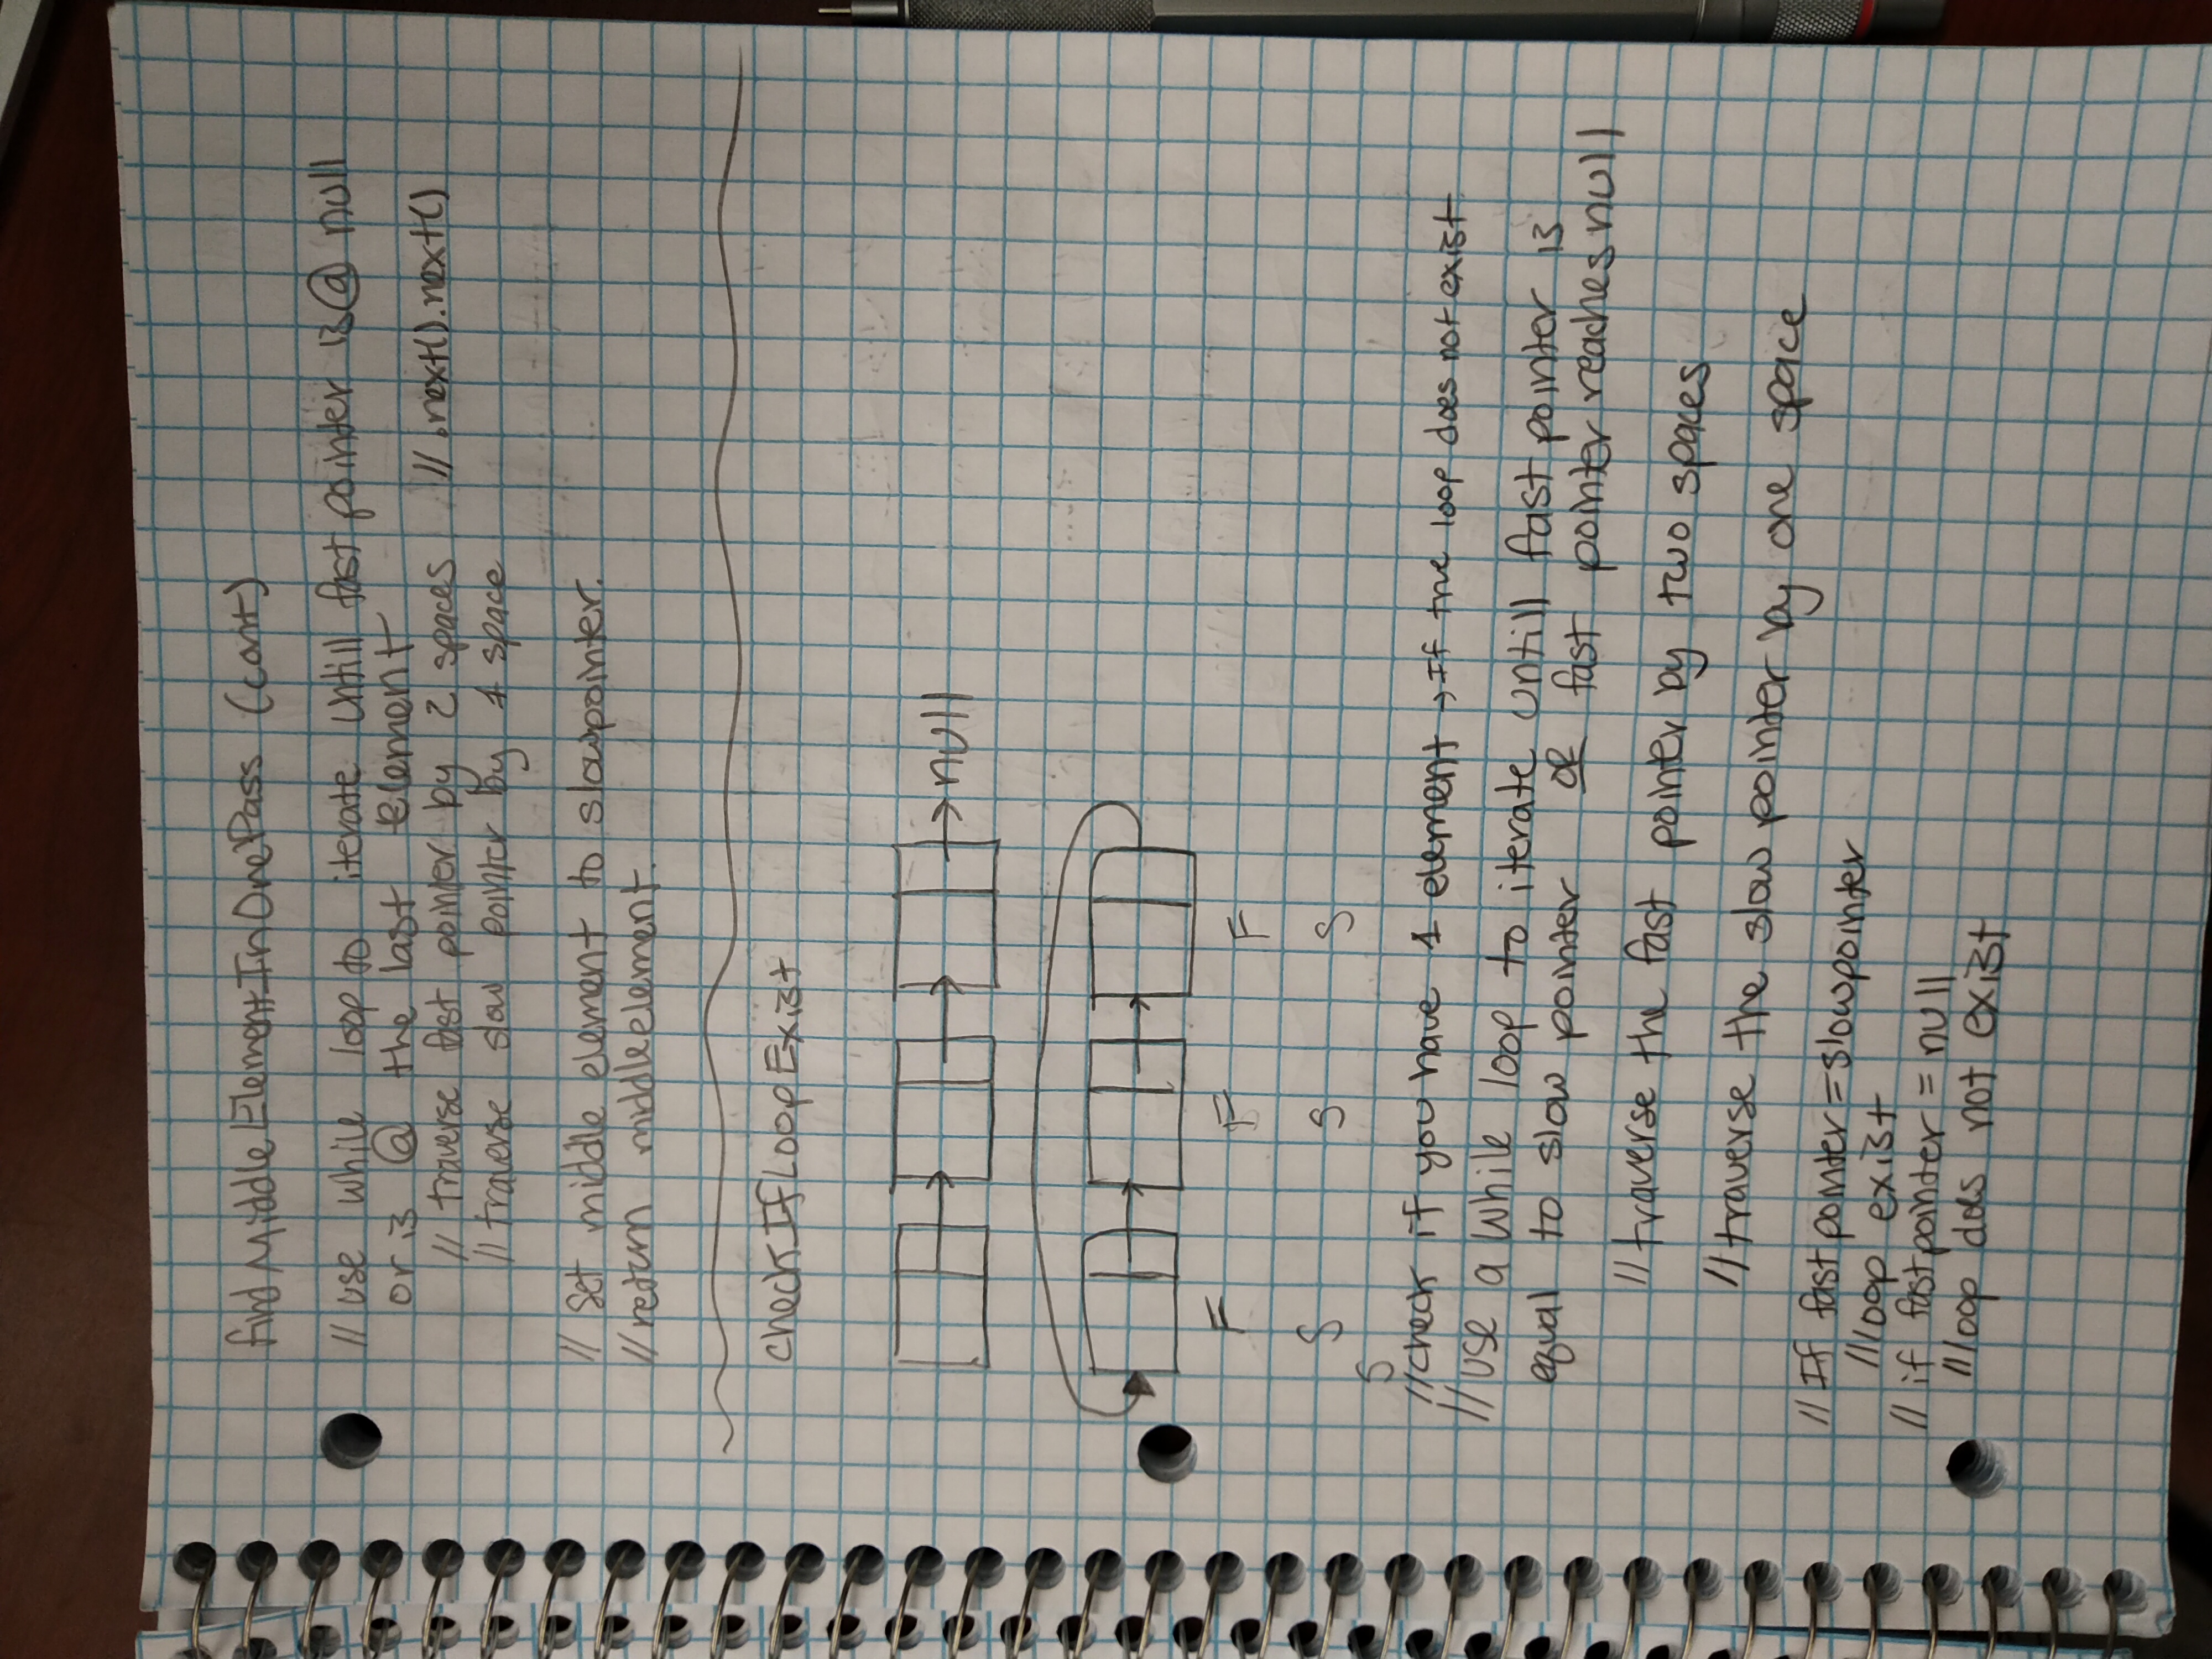 findMiddleElementInOnePass (cont)
// use while loop to iterate untill fast pointer is @ null
or is @ the last element
// traverse fast pointer by 2 spaces // .next().next()
// traverse slow pointer by 1 space
// set middle element to slowpointer.
// return middleelement.
checkIfLoopExist
null
F F F
S S S
S
// check if you have 1 element → If true loop does not exist.
// use a while loop to iterate untill fast pointer is
equal to slow pointer OR fast pointer reaches null
// traverse the fast pointer by two spaces
// traverse the slow pointer by one space
// If fastpointer = slowpointer
// loop exist
// if fastpointer = null
// loop does not exist